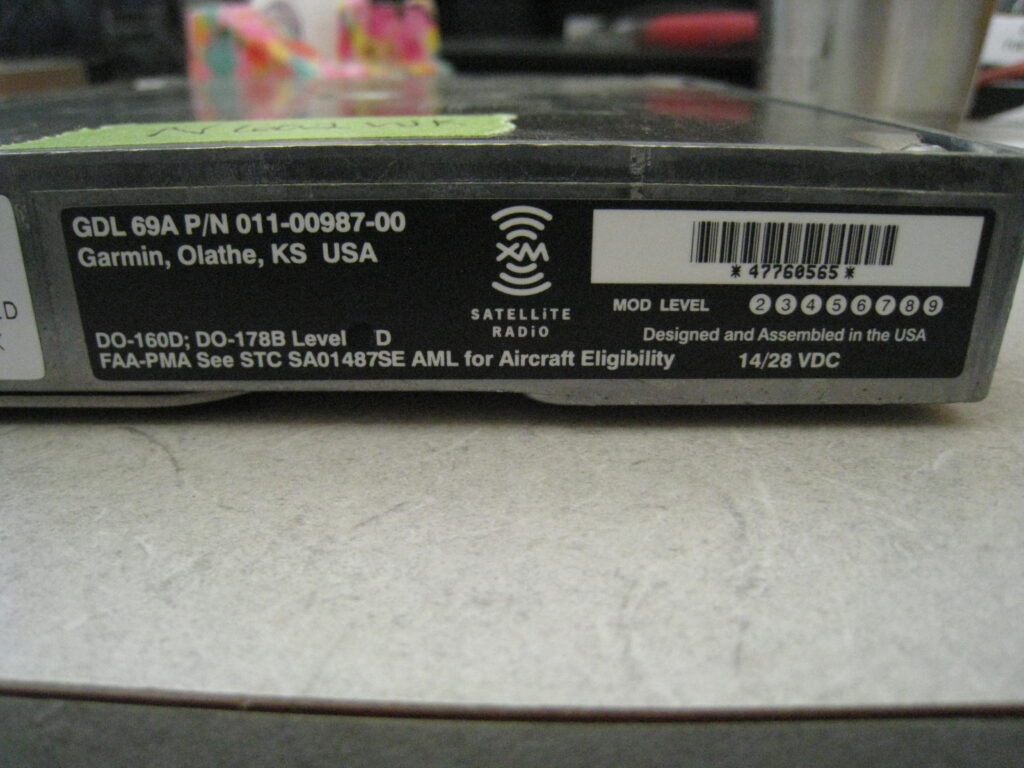 GDL 69A P/N 011-00987-00
Garmin, Olathe, KS USA
XM
SATELLiTE
RADiO
*47760565*
MOD LEVEL 2 3 4 5 6 7 8 9
Designed and Assembled in the USA
DO-160D; DO-178B Level D
FAA-PMA See STC SA01487SE AML for Aircraft Eligibility 14/28 VDC